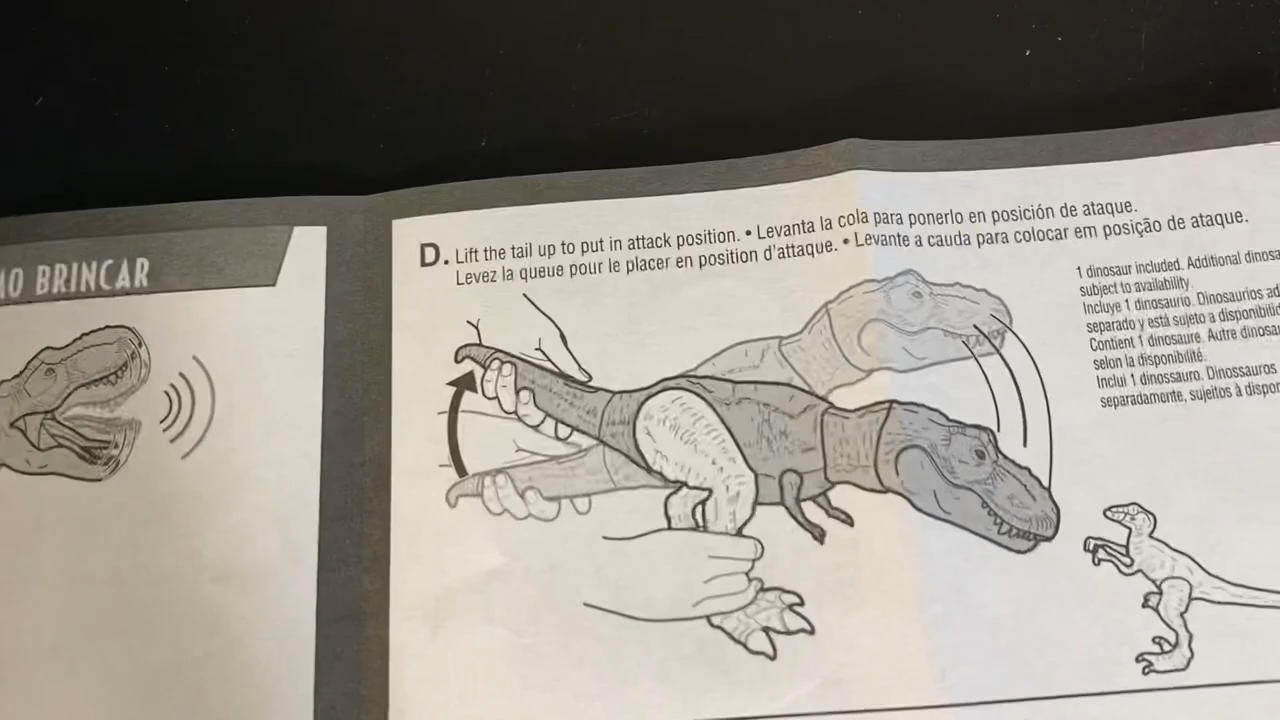 MO BRINCAR
D. Lift the tail up to put in attack position. • Levanta la cola para ponerlo en posición de ataque.
Levez la queue pour le placer en position d'attaque. • Levante a cauda para colocar em posição de ataque.
1 dinosaur included. Additional
subject to availability.
Incluye 1 dinosaurio. Dinosaurios
separado y está sujeto a
Contient 1 dinosaure. Autre
selon la disponibilité.
Inclui 1 dinossauro. Dinossauros
separadamente, sujeitos à